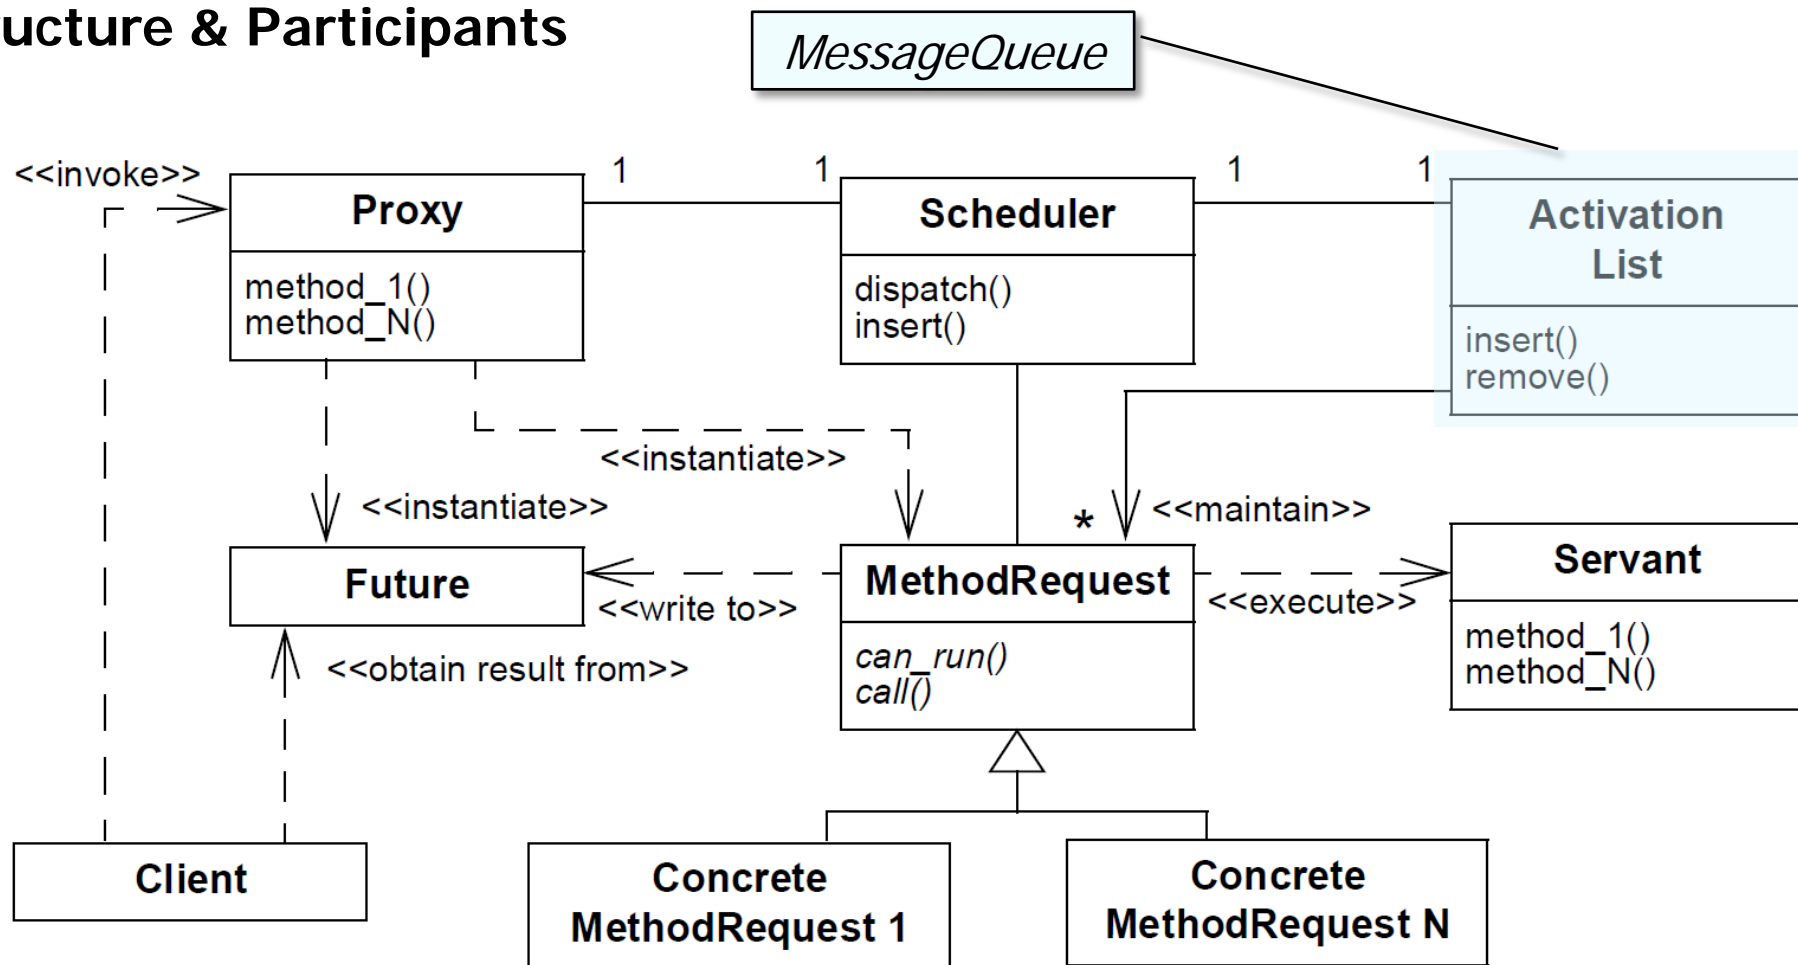 ucture & Participants
MessageQueue
<<invoke>>
1
1
1
1
Proxy
method_1()
method_N()
Scheduler
dispatch()
insert()
Activation
List
insert()
remove()
<<instantiate>>
<<instantiate>>
*
<<maintain>>
Future
<<write to>>
MethodRequest
can_run()
call()
<<execute>>
Servant
method_1()
method_N()
<<obtain result from>>
Client
Concrete
MethodRequest 1
Concrete
MethodRequest N